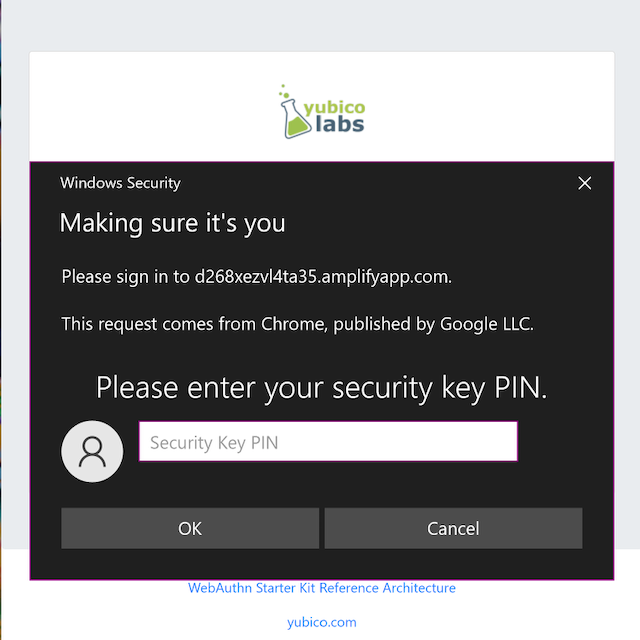 yubico
labs
Windows Security
Making sure it's you
Please sign in to d268xezvl4ta35.amplifyapp.com.
This request comes from Chrome, published by Google LLC.
Please enter your security key PIN.
Security Key PIN
OK
Cancel
WebAuthn Starter Kit Reference Architecture
yubico.com